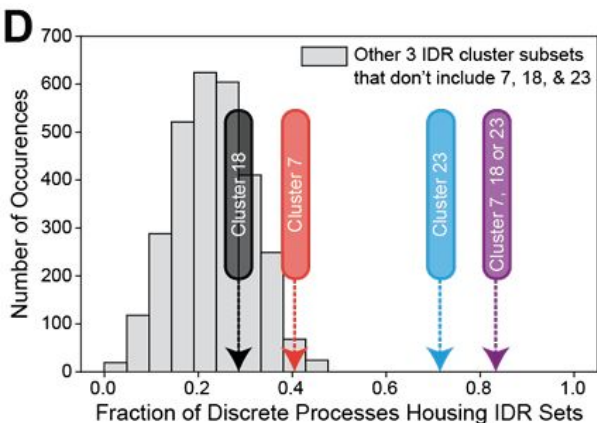 D
700
600
500
400
300
200
100
0
Number of Occurences
Other 3 IDR cluster subsets
that don't include 7, 18, & 23
Cluster 18
Cluster 7
Cluster 23
Cluster 7, 18 or 23
0.0 0.2 0.4 0.6 0.8 1.0
Fraction of Discrete Processes Housing IDR Sets